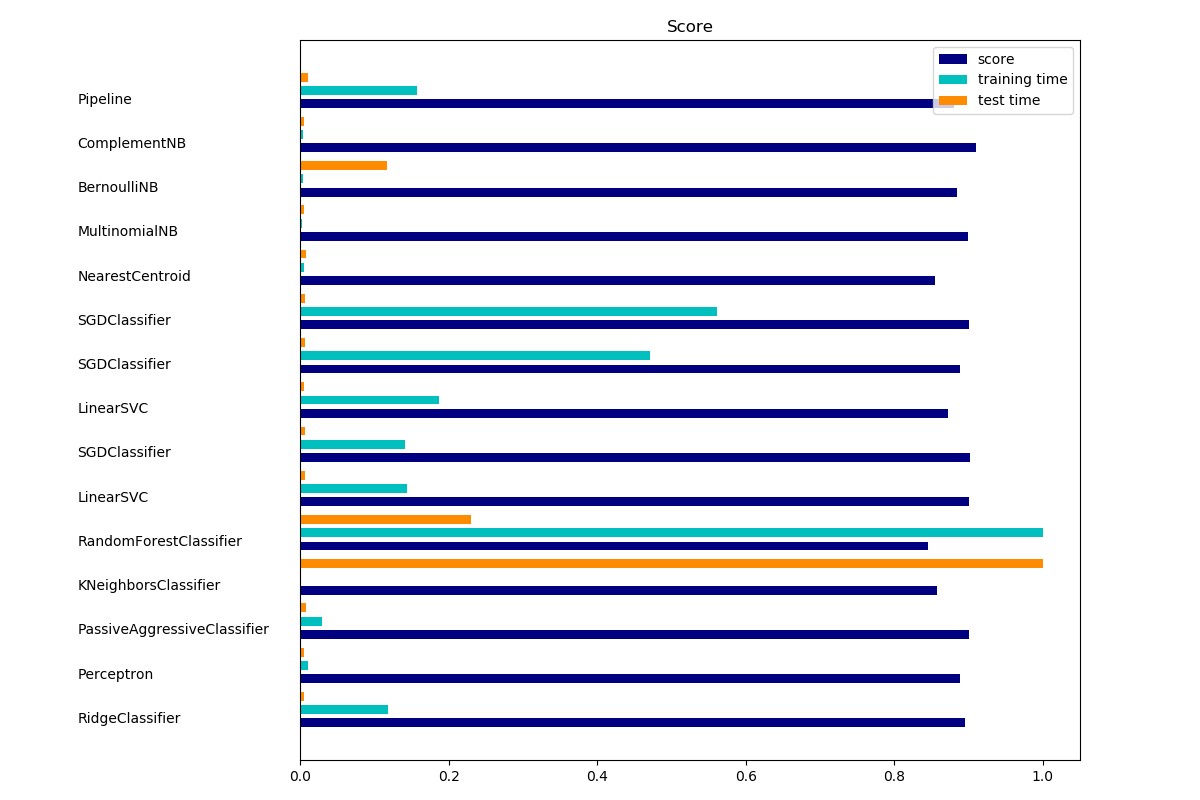 Score
score
training time
test time
Pipeline
ComplementNB
BernoulliNB
MultinomialNB
NearestCentroid
SGDClassifier
SGDClassifier
LinearSVC
SGDClassifier
LinearSVC
RandomForestClassifier
KNeighborsClassifier
PassiveAggressiveClassifier
Perceptron
RidgeClassifier
0.0 0.2 0.4 0.6 0.8 1.0